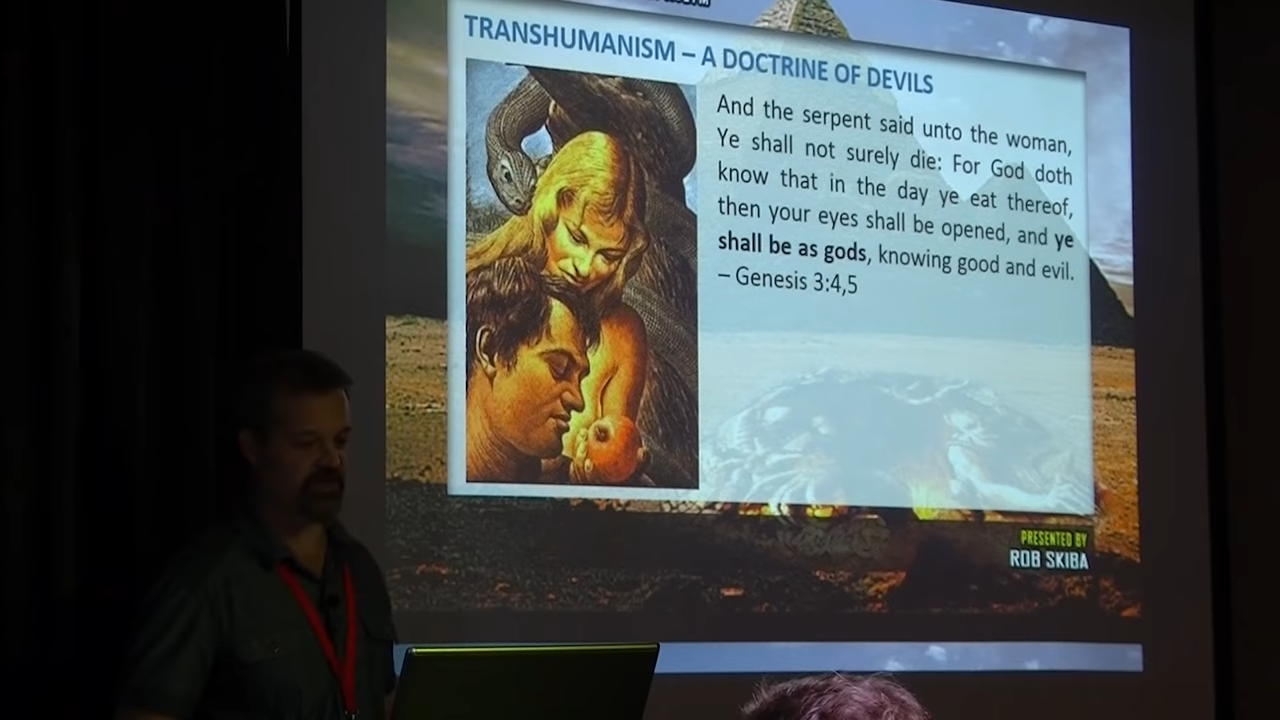 TRANSHUMANISM – A DOCTRINE OF DEVILS
And the serpent said unto the woman,
Ye shall not surely die: For God doth
know that in the day ye eat thereof,
then your eyes shall be opened, and ye
shall be as gods, knowing good and evil.
– Genesis 3:4,5
PRESENTED BY
ROB SKIBA